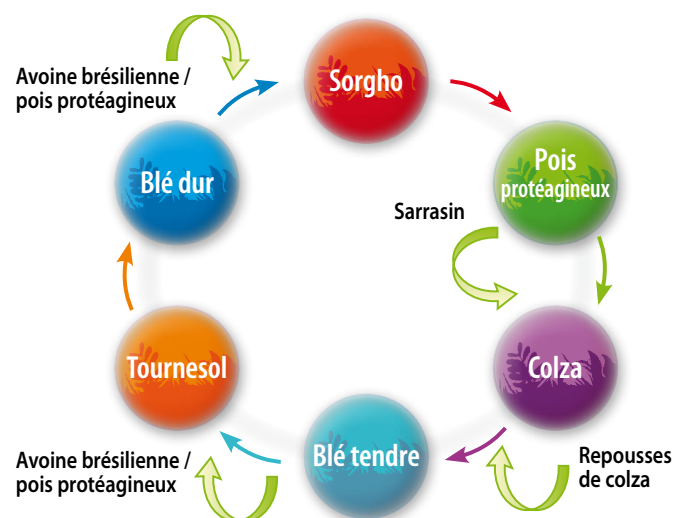 Avoine brésilienne /
pois protéagineux
Sorgho
Pois
protéagineux
Blé dur
Sarrasin
Tournesol
Colza
Blé tendre
Avoine brésilienne /
pois protéagineux
Repousses
de colza